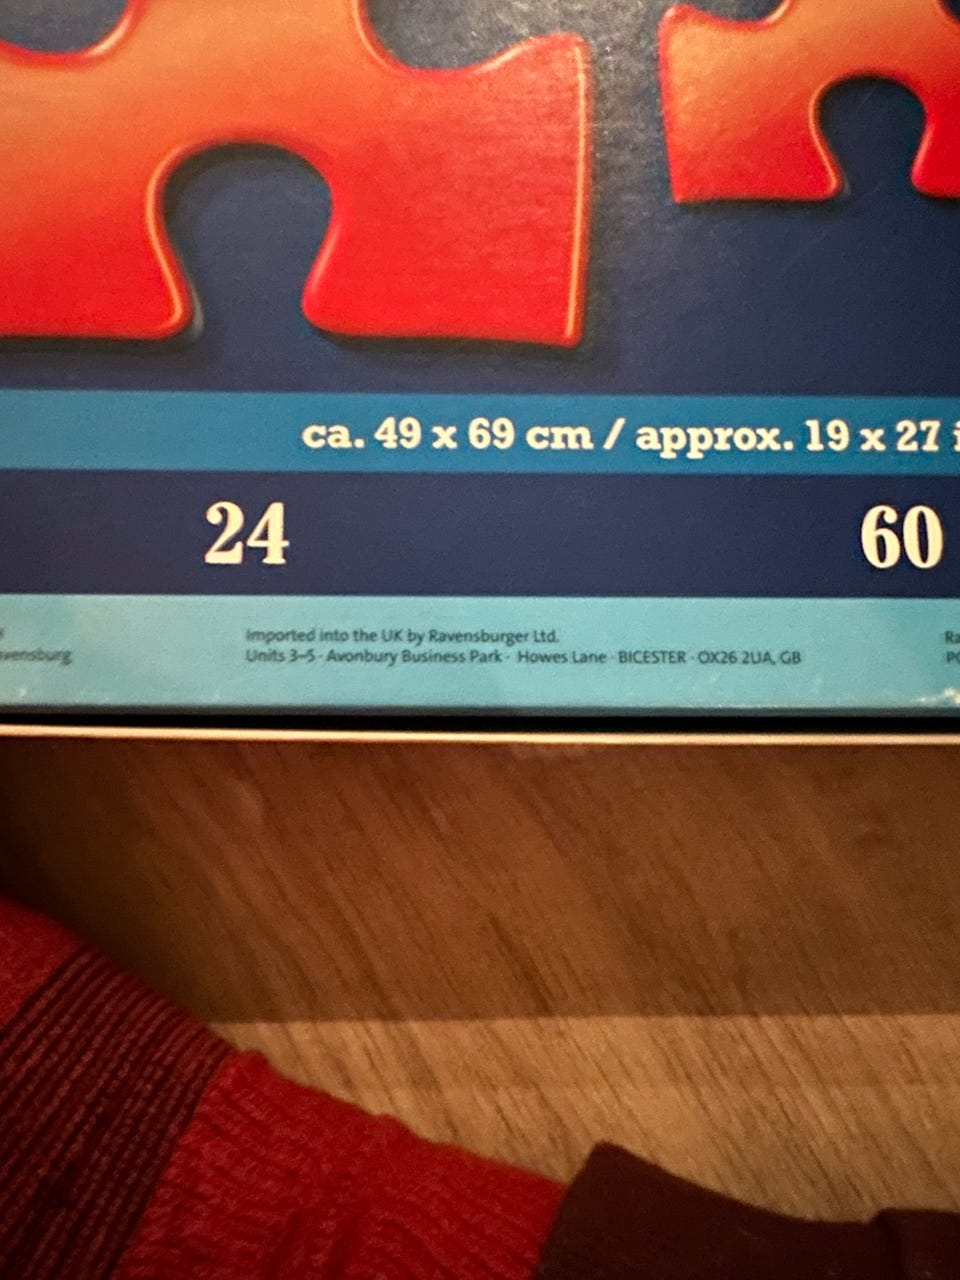 ca. 49 x 69 cm / approx. 19 x 27
24 60
Imported into the UK by Ravensburger Ltd.
Units 3-5 · Avonbury Business Park · Howes Lane · BICESTER · OX26 2UA, GB